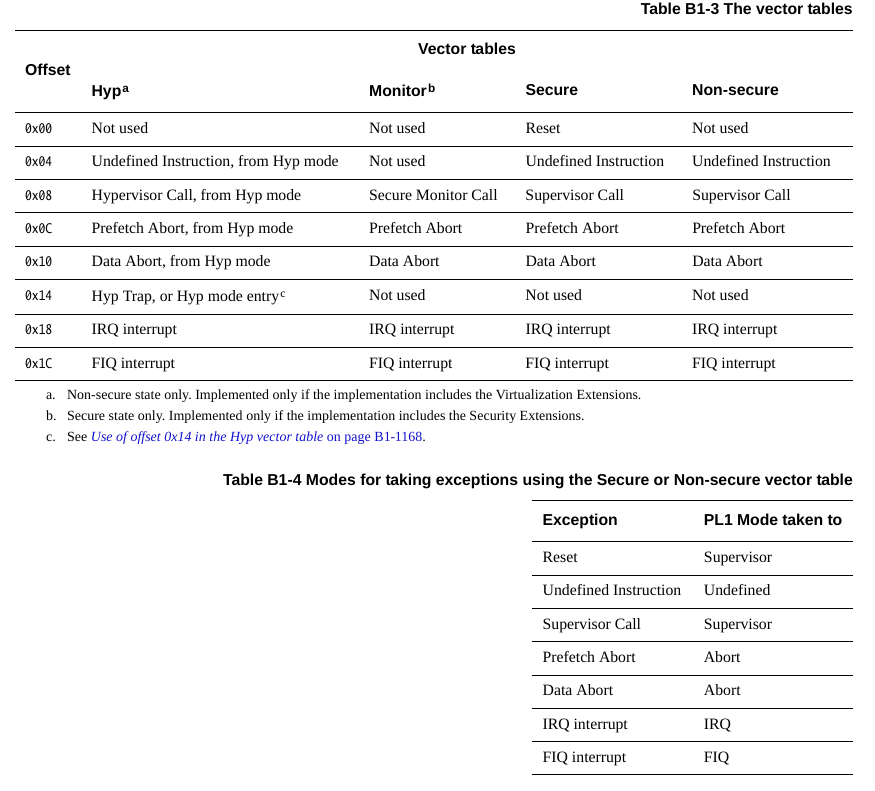 Table B1-3 The vector tables
Vector tables
Offset
Hypa Monitorb Secure Non-secure
0x00 Not used Not used Reset Not used
0x04 Undefined Instruction, from Hyp mode Not used Undefined Instruction Undefined Instruction
0x08 Hypervisor Call, from Hyp mode Secure Monitor Call Supervisor Call Supervisor Call
0x0C Prefetch Abort, from Hyp mode Prefetch Abort Prefetch Abort Prefetch Abort
0x10 Data Abort, from Hyp mode Data Abort Data Abort Data Abort
0x14 Hyp Trap, or Hyp mode entryc Not used Not used Not used
0x18 IRQ interrupt IRQ interrupt IRQ interrupt IRQ interrupt
0x1C FIQ interrupt FIQ interrupt FIQ interrupt FIQ interrupt
a. Non-secure state only. Implemented only if the implementation includes the Virtualization Extensions.
b. Secure state only. Implemented only if the implementation includes the Security Extensions.
c. See Use of offset 0x14 in the Hyp vector table on page B1-1168.
Table B1-4 Modes for taking exceptions using the Secure or Non-secure vector table
Exception PL1 Mode taken to
Reset Supervisor
Undefined Instruction Undefined
Supervisor Call Supervisor
Prefetch Abort Abort
Data Abort Abort
IRQ interrupt IRQ
FIQ interrupt FIQ